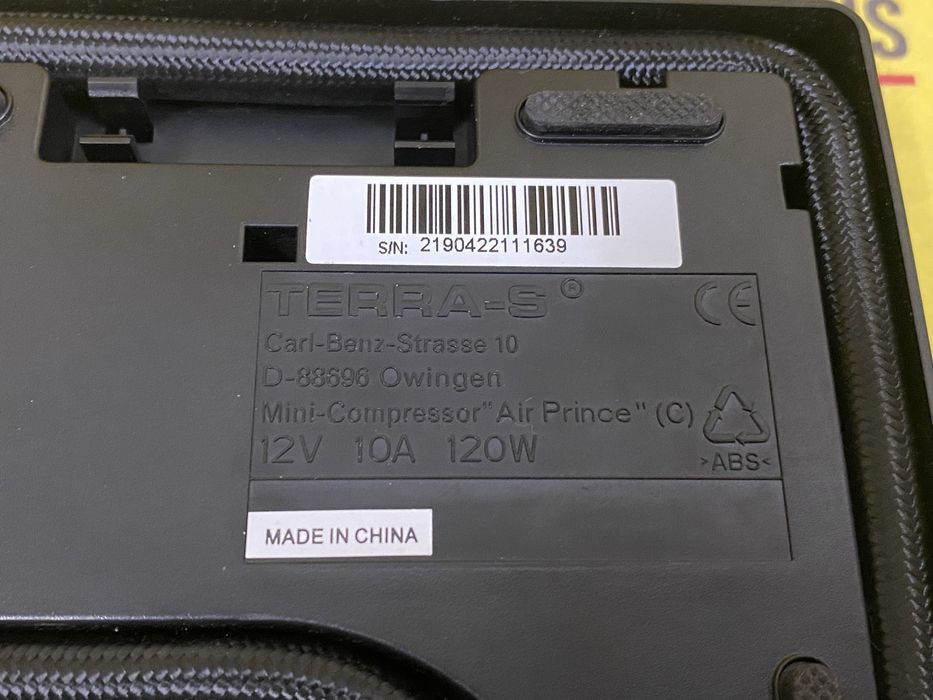 S/N: 2190422111639
TERRA-S®
CE
Carl-Benz-Strasse 10
D-88696 Owingen
Mini-Compressor"Air Prince" (C)
12V 10A 120W
>ABS<
MADE IN CHINA